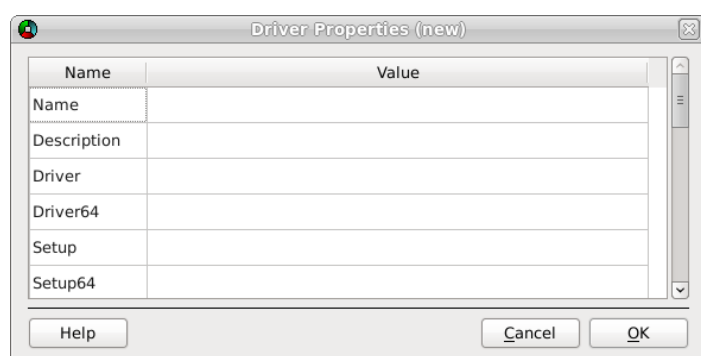 Driver Properties (new)
Name Value
Name
Description
Driver
Driver64
Setup
Setup64
Help Cancel OK